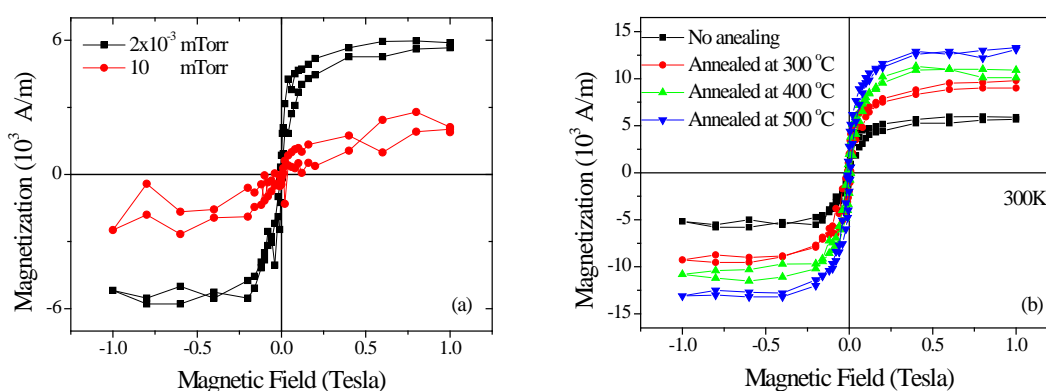 2x10⁻³ mTorr
10 mTorr
6
0
-6
-1.0
-0.5
0.0
0.5
1.0
(a)
Magnetization (10³ A/m)
Magnetic Field (Tesla)
No anealing
Annealed at 300 °C
Annealed at 400 °C
Annealed at 500 °C
15
10
5
0
-5
-10
-15
300K
-1.0
-0.5
0.0
0.5
1.0
(b)
Magnetization (10³ A/m)
Magnetic Field (Tesla)